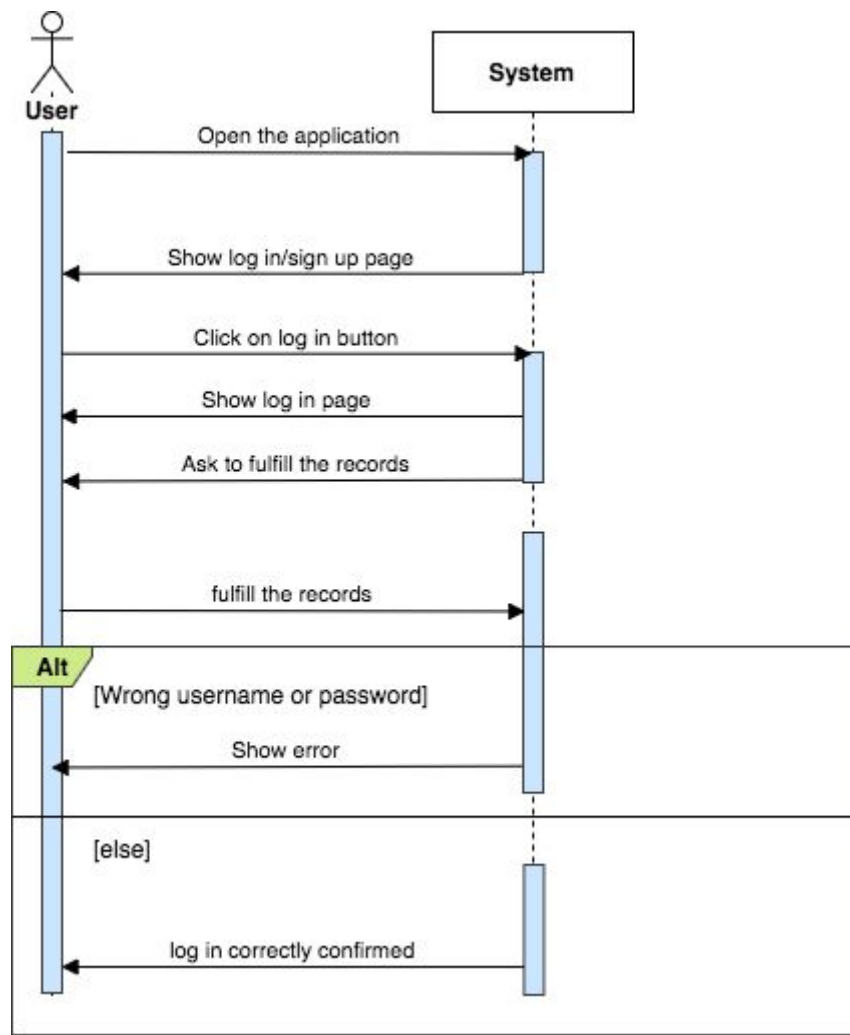 System
User
Open the application
Show log in/sign up page
Click on log in button
Show log in page
Ask to fulfill the records
fulfill the records
Alt
[Wrong username or password]
Show error
[else]
log in correctly confirmed